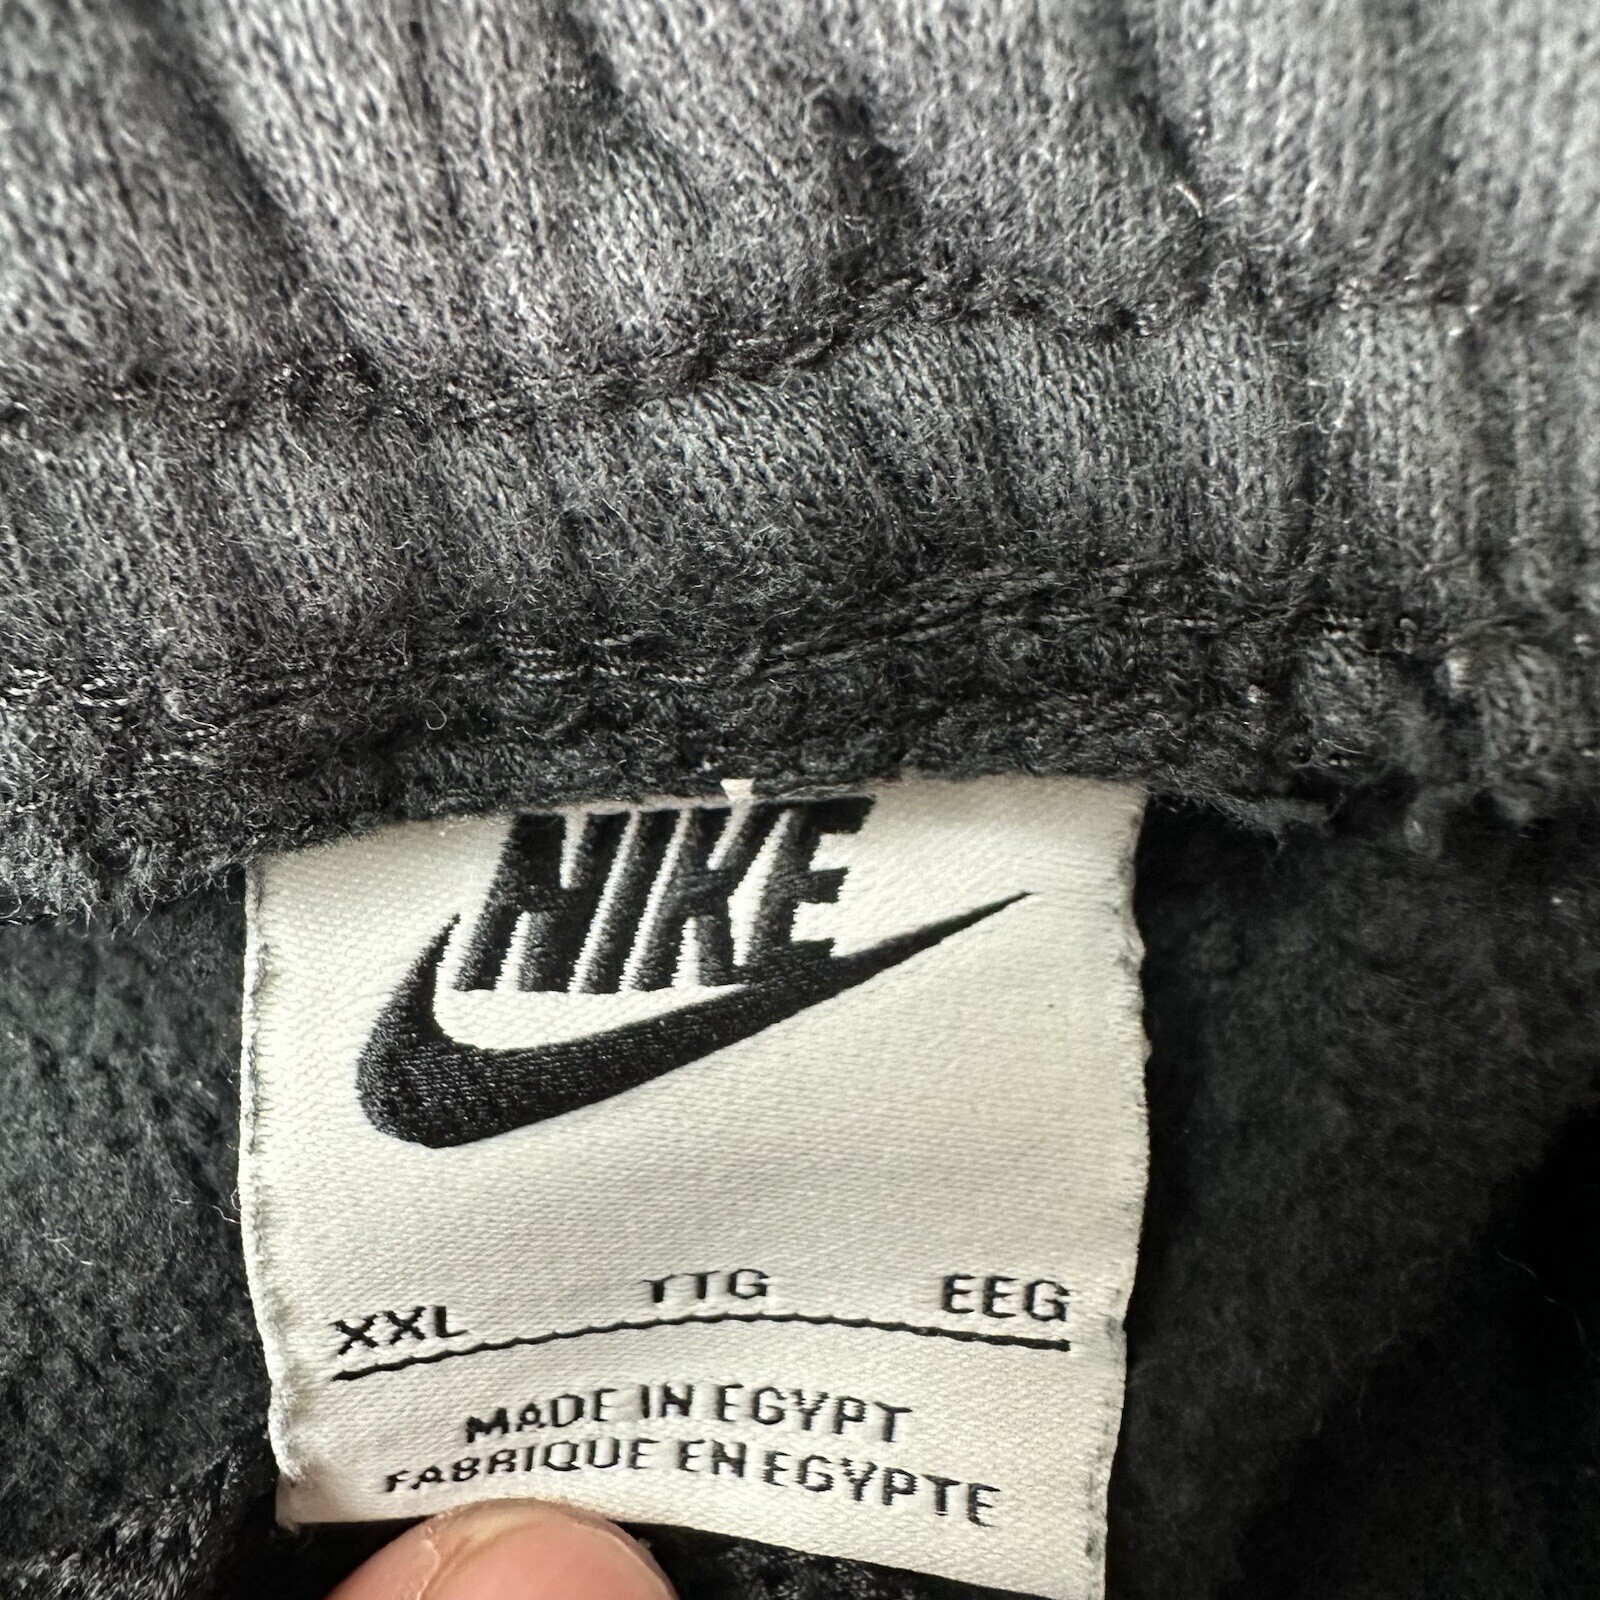 NIKE
XXL TTG EEG
MADE IN EGYPT
FABRIQUE EN EGYPTE